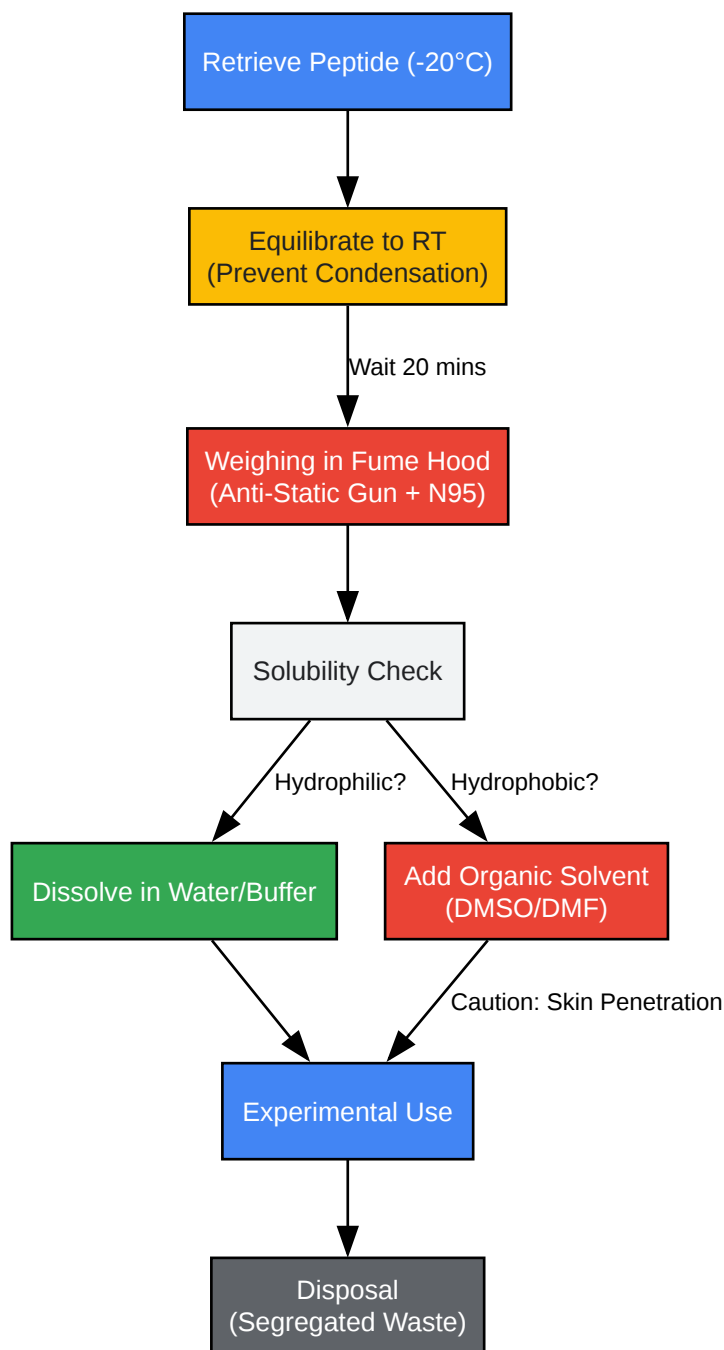 Retrieve Peptide (-20°C)
Equilibrate to RT
(Prevent Condensation)
Wait 20 mins
Weighing in Fume Hood
(Anti-Static Gun + N95)
Solubility Check
Hydrophilic?
Hydrophobic?
Dissolve in Water/Buffer
Add Organic Solvent
(DMSO/DMF)
Caution: Skin Penetration
Experimental Use
Disposal
(Segregated Waste)